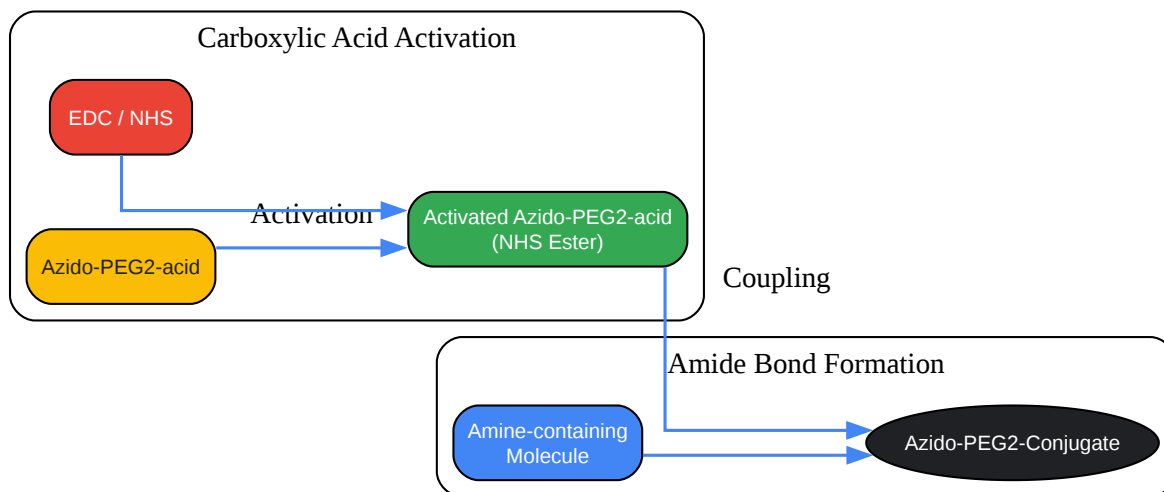 Carboxylic Acid Activation
EDC / NHS
Activation
Activated Azido-PEG2-acid
(NHS Ester)
Azido-PEG2-acid
Coupling
Amide Bond Formation
Amine-containing
Molecule
Azido-PEG2-Conjugate